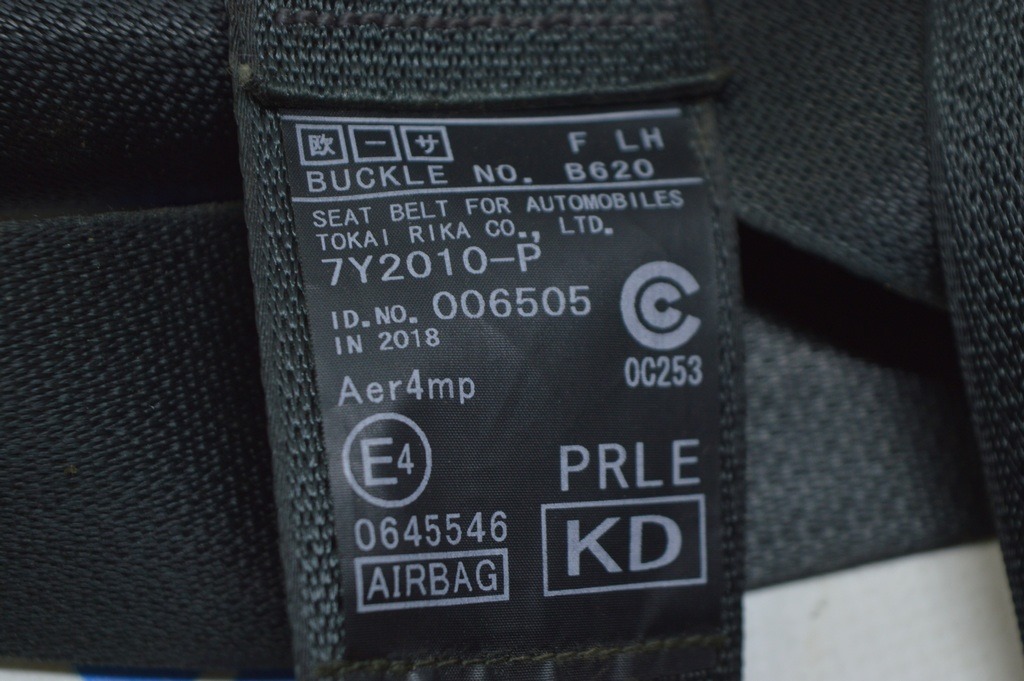 欧 一 サ F LH
BUCKLE NO. B620
SEAT BELT FOR AUTOMOBILES
TOKAI RIKA CO., LTD.
7Y2010-P
ID.NO. 006505
IN 2018
C
0C253
Aer4mp
E4
PRLE
0645546
KD
AIRBAG